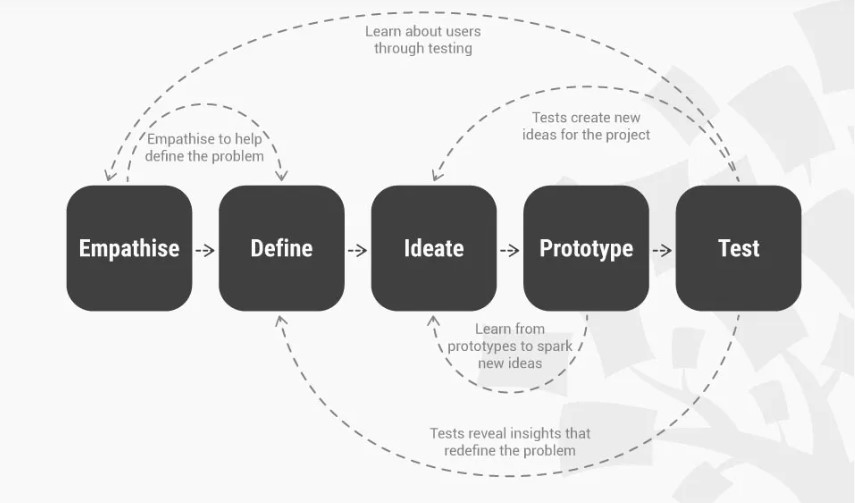 Learn about users
through testing
Tests create new
ideas for the project
Empathise to help
define the problem
Empathise
Define
Ideate
Prototype
Test
Learn from
prototypes to spark
new ideas
Tests reveal insights that
redefine the problem